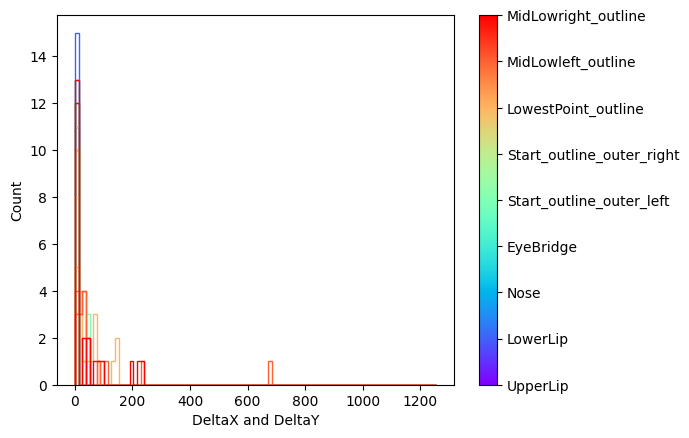 14
12
10
8
6
4
2
0
Count
0 200 400 600 800 1000 1200
DeltaX and DeltaY
MidLowright_outline
MidLowleft_outline
LowestPoint_outline
Start_outline_outer_right
Start_outline_outer_left
EyeBridge
Nose
LowerLip
UpperLip